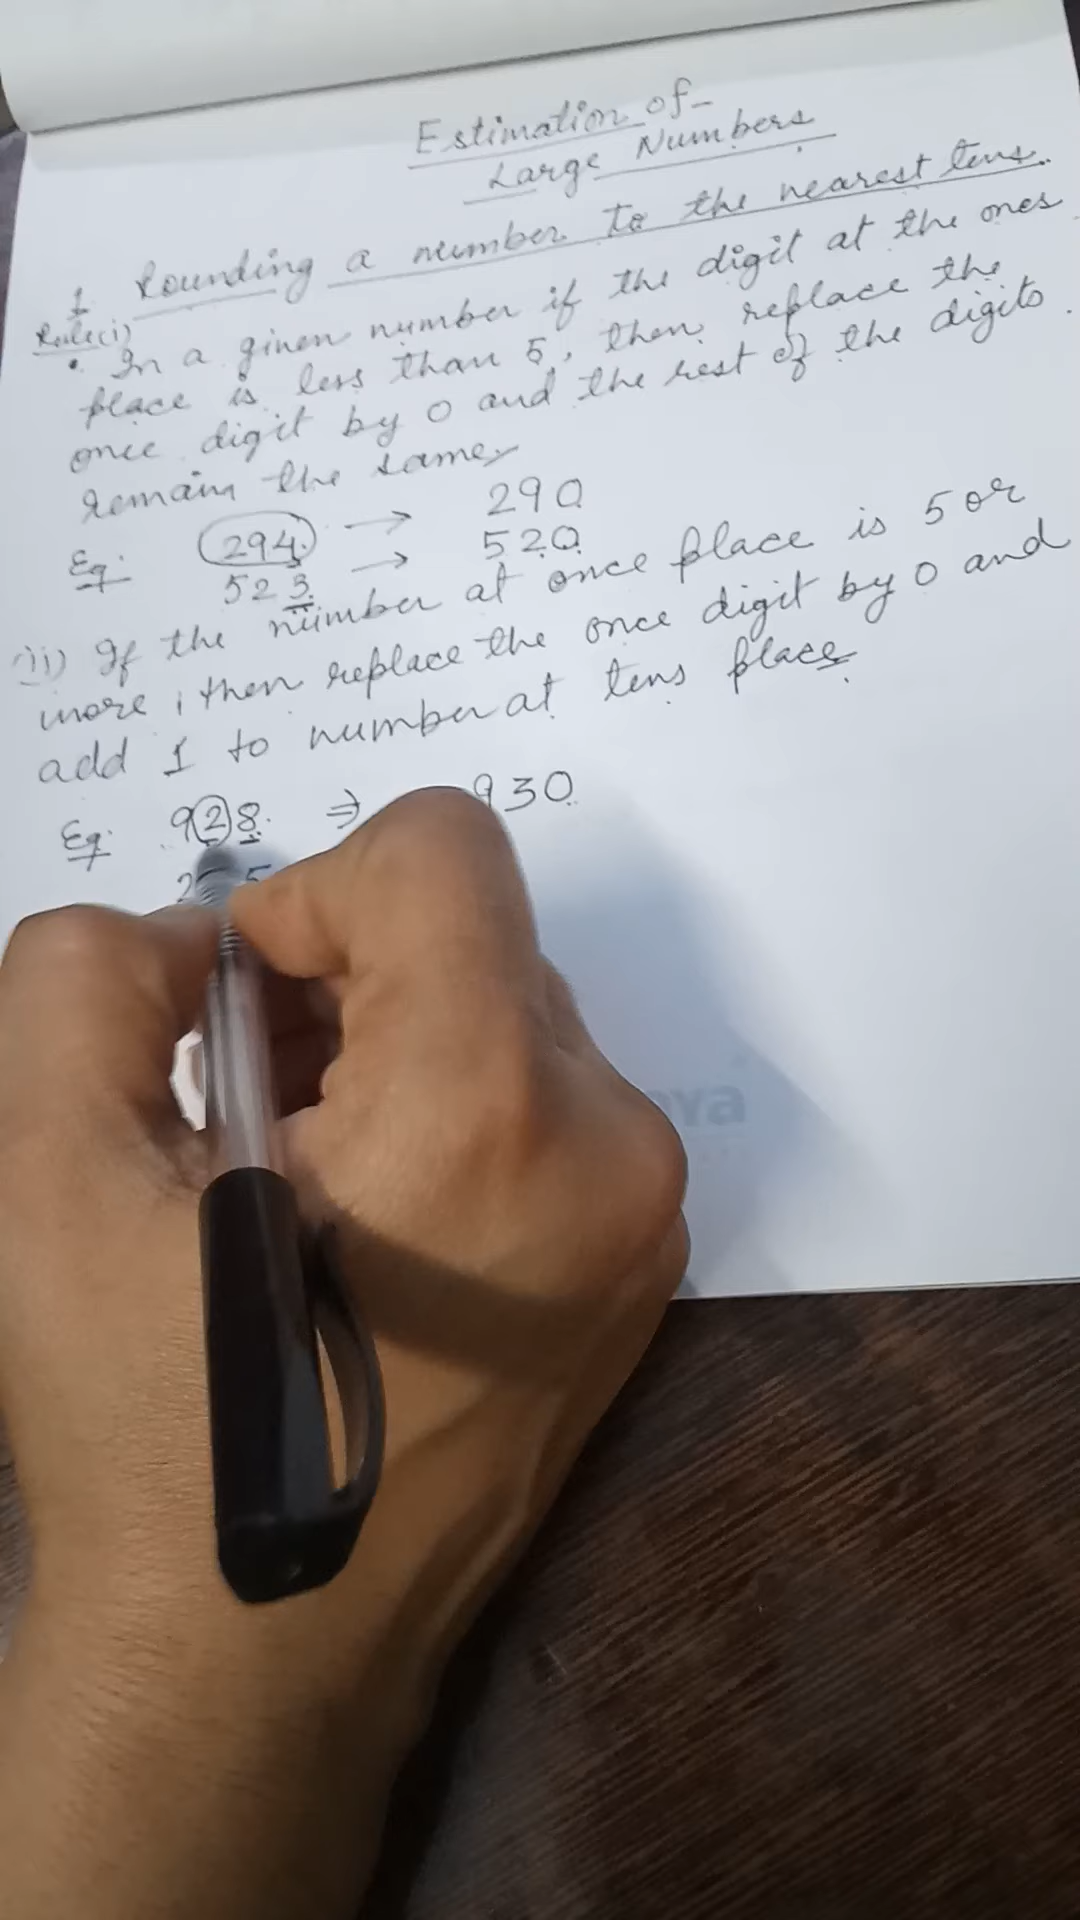 Estimation of
Large Numbers
1. Rounding a number to the nearest tens.
Rule(i)
• In a given number if the digit at the ones
place is less than 5, then replace the
once digit by 0 and the rest of the digits
remain the same
Eg: 294 → 290
523 → 520
(ii) If the number at once place is 5 or
more, then replace the once digit by 0 and
add 1 to number at tens place
Eg: 928 ⇒ 930